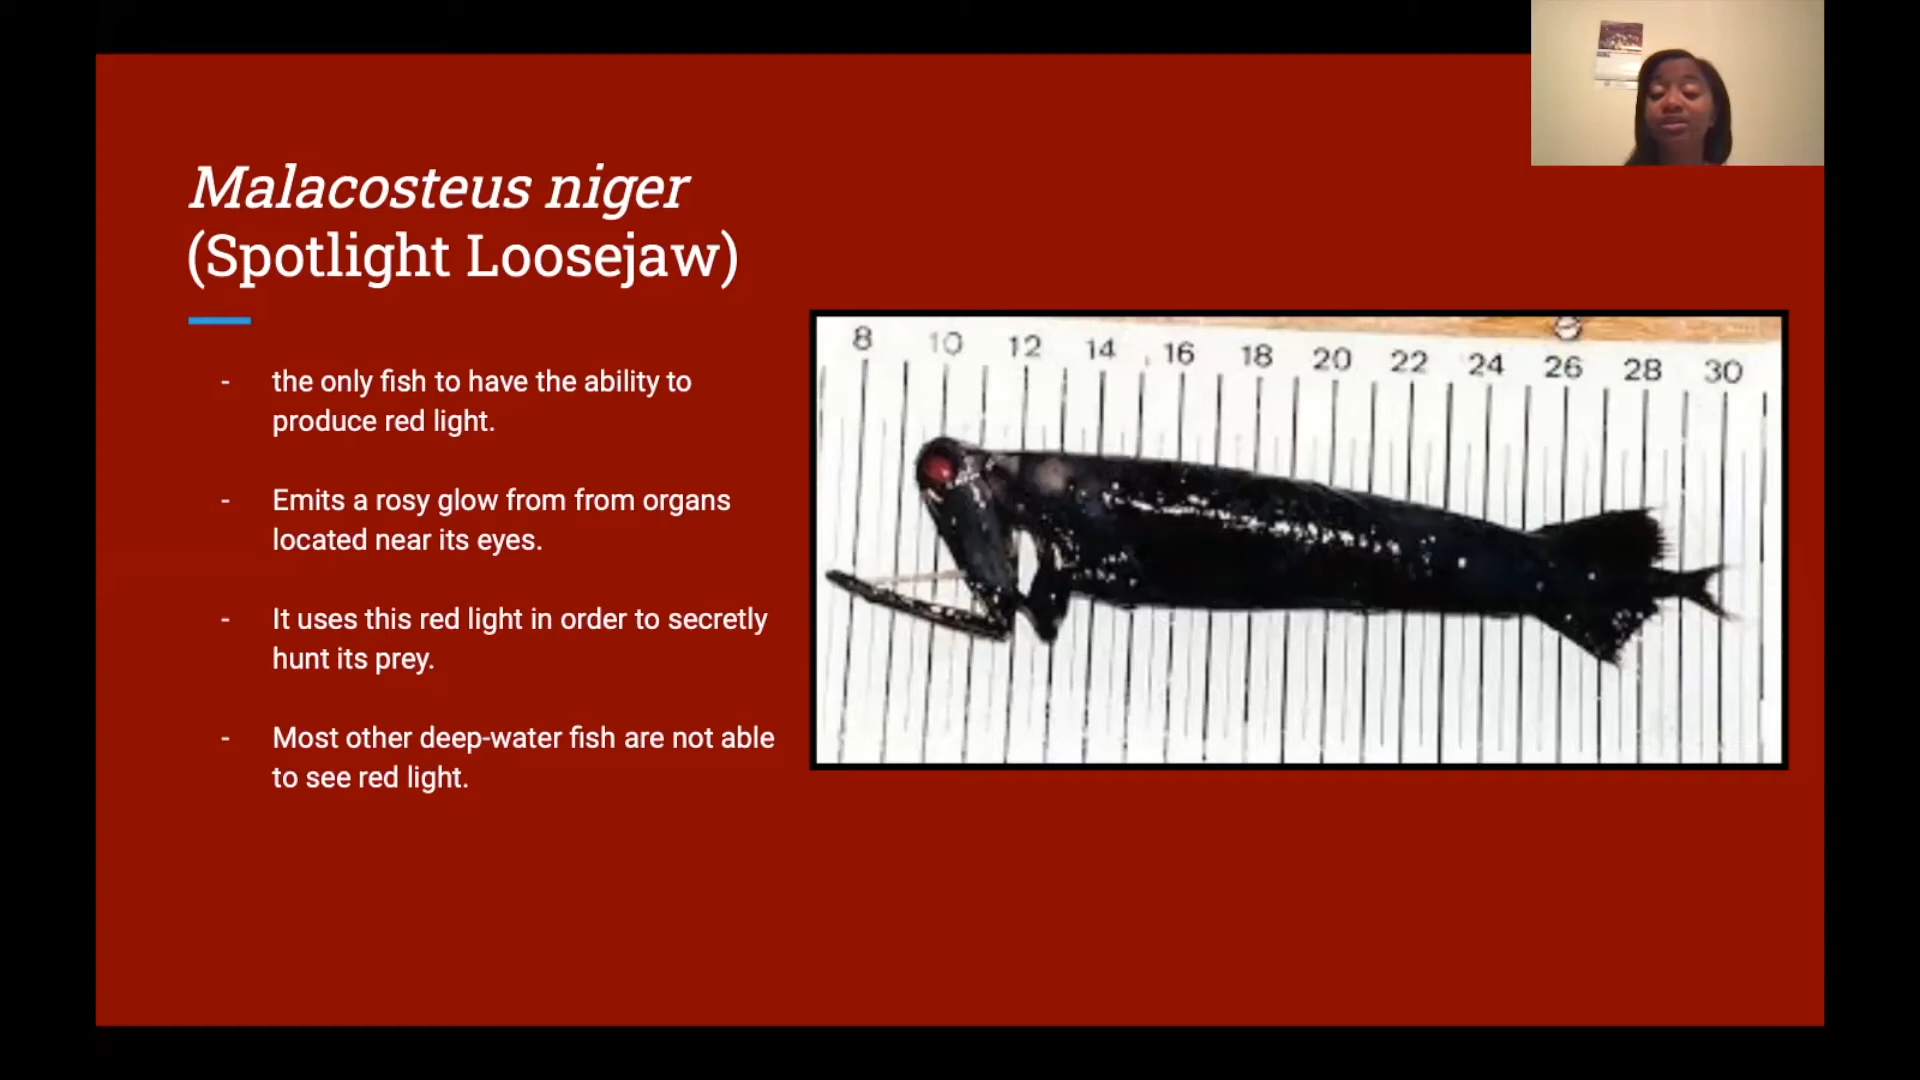 Malacosteus niger
(Spotlight Loosejaw)
- the only fish to have the ability to
produce red light.
- Emits a rosy glow from from organs
located near its eyes.
- It uses this red light in order to secretly
hunt its prey.
- Most other deep-water fish are not able
to see red light.
8 10 12 14 16 18 20 22 24 26 28 30